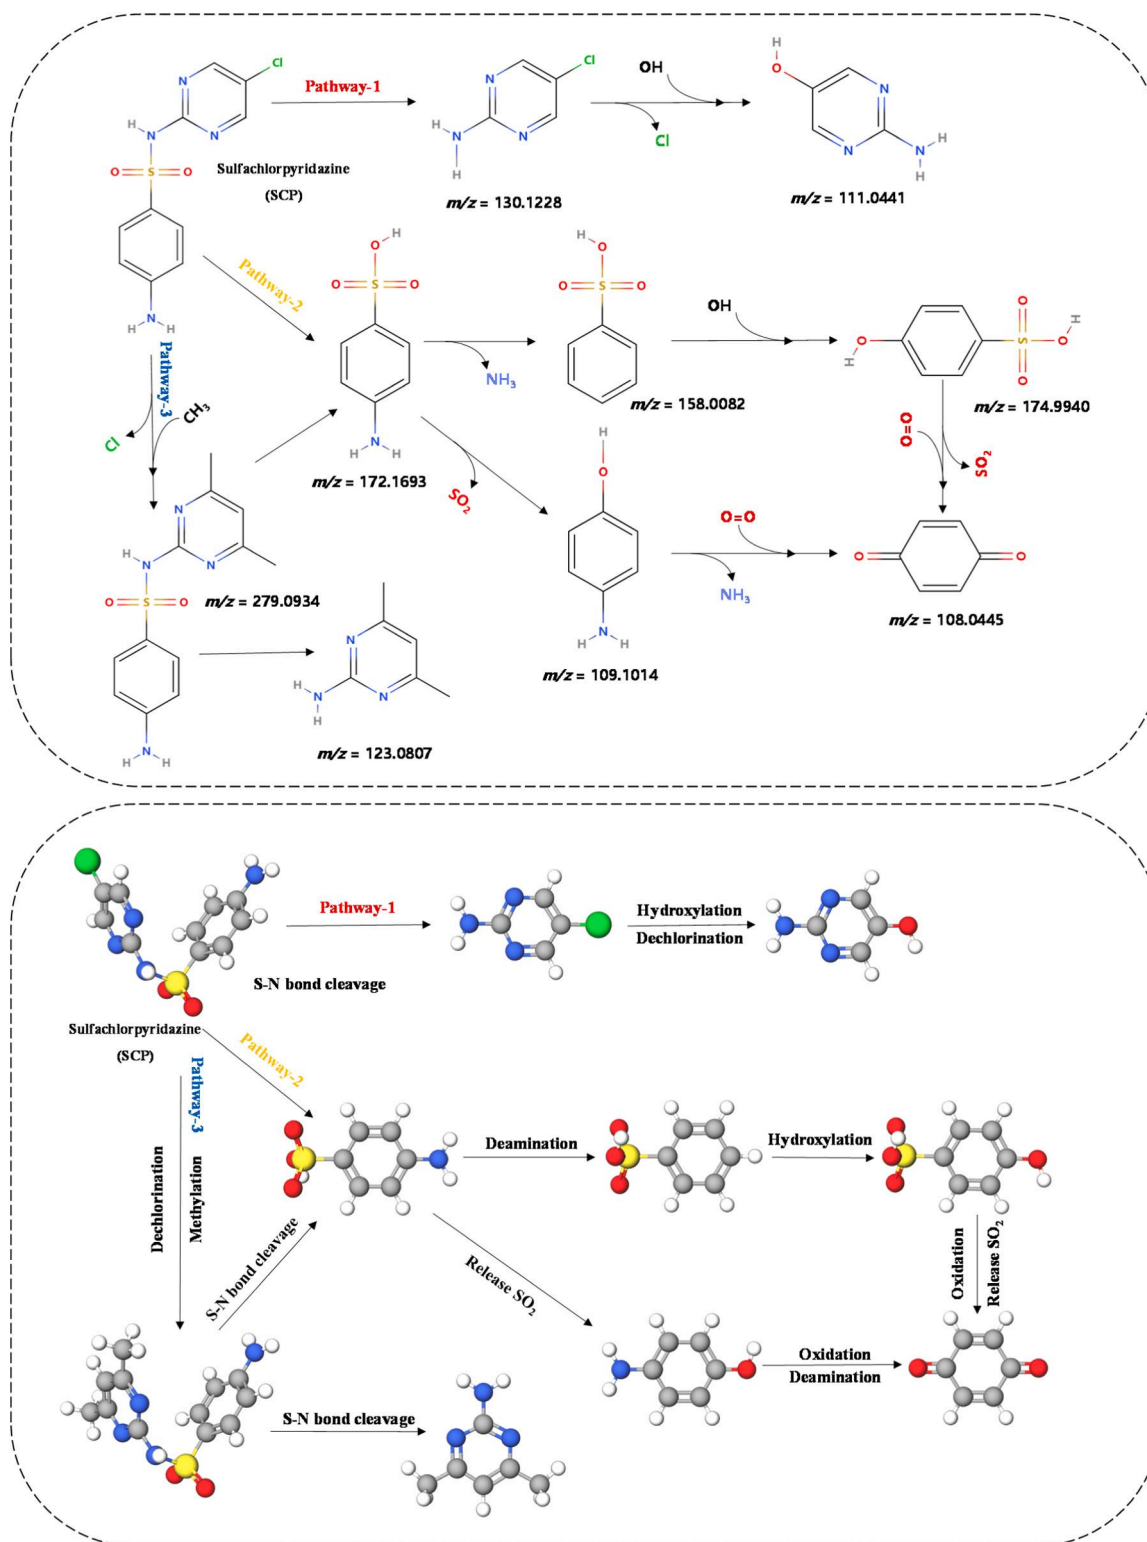 Cl
N
N
H
N
O S O
N
H H
Sulfachlorpyridazine
(SCP)
Pathway-1
Cl
N
N
H N
H
m/z = 130.1228
OH
Cl
H
O
N
N
N H
H
m/z = 111.0441
Pathway-2
O H
O S O
N
H H
m/z = 172.1693
NH3
H O
O S O
m/z = 158.0082
OH
O
H
O
S O H
O
m/z = 174.9940
Pathway-3
Cl
CH3
SO2
O=O
SO2
N
H
N N
O S O
N
H H
m/z = 279.0934
N
H N N
H
m/z = 123.0807
H
O
N
H H
m/z = 109.1014
O=O
NH3
O O
m/z = 108.0445
Pathway-1
S-N bond cleavage
Hydroxylation
Dechlorination
Sulfachlorpyridazine
(SCP)
Pathway-2
Pathway-3
Dechlorination
Methylation
Deamination
Hydroxylation
S-N bond cleavage
Release SO2
Oxidation
Release SO2
Oxidation
Deamination
S-N bond cleavage